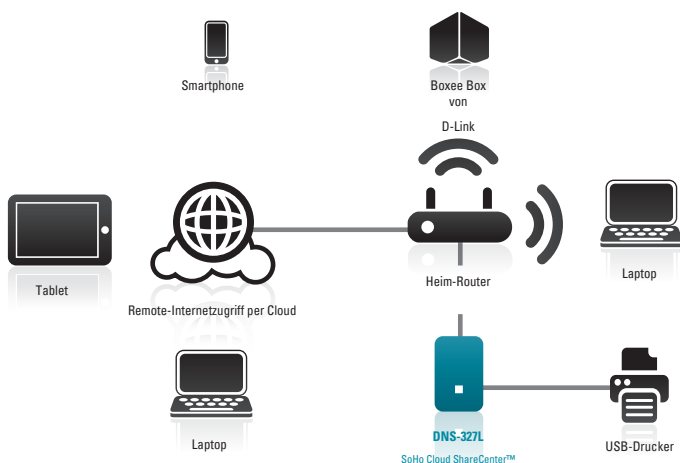 Smartphone
Boxee Box
von
D-Link
Tablet
Remote-Internetzugriff per Cloud
Heim-Router
Laptop
Laptop
DNS-327L
SoHo Cloud ShareCenter™
USB-Drucker